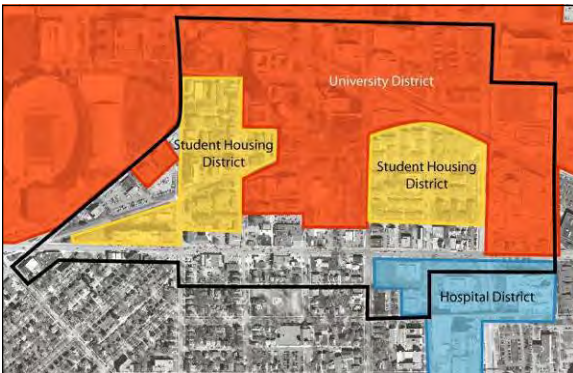 University District
Student Housing
District
Student Housing
District
Hospital District